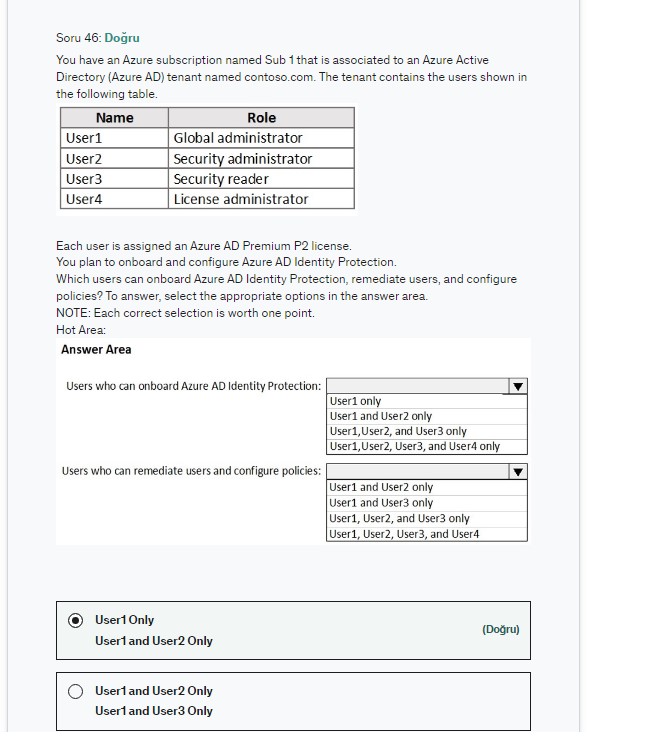 Soru 46: Doğru
You have an Azure subscription named Sub 1 that is associated to an Azure Active
Directory (Azure AD) tenant named contoso.com. The tenant contains the users shown in
the following table.
Name Role
User1 Global administrator
User2 Security administrator
User3 Security reader
User4 License administrator
Each user is assigned an Azure AD Premium P2 license.
You plan to onboard and configure Azure AD Identity Protection.
Which users can onboard Azure AD Identity Protection, remediate users, and configure
policies? To answer, select the appropriate options in the answer area.
NOTE: Each correct selection is worth one point.
Hot Area:
Answer Area
Users who can onboard Azure AD Identity Protection:
User1 only
User1 and User2 only
User1,User2, and User3 only
User1,User2, User3, and User4 only
Users who can remediate users and configure policies:
User1 and User2 only
User1 and User3 only
User1, User2, and User3 only
User1, User2, User3, and User4
User1 Only
User1 and User2 Only
(Doğru)
User1 and User2 Only
User1 and User3 Only